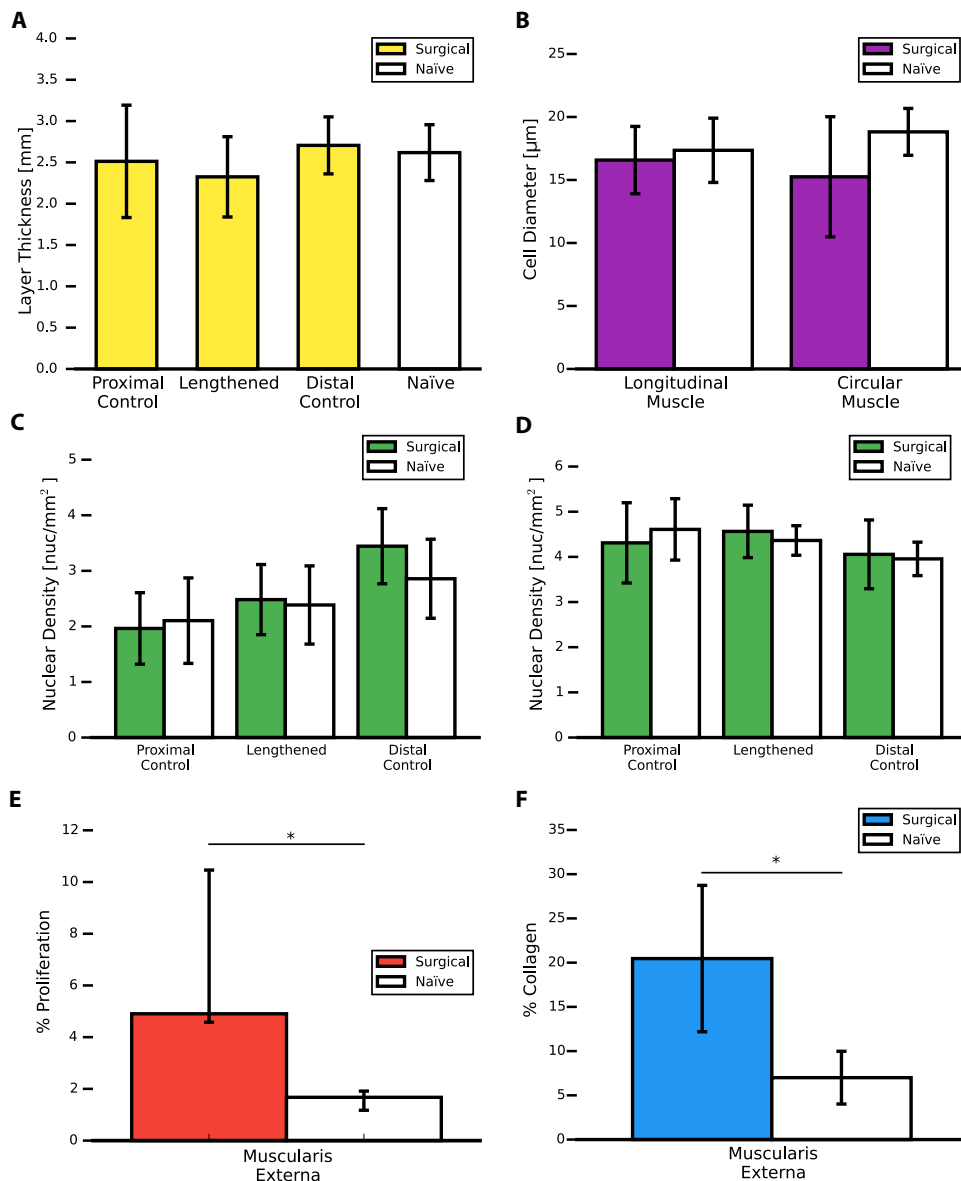 A
Surgical
Naïve
Layer Thickness [mm]
4.0
3.5
3.0
2.5
2.0
1.5
1.0
0.5
0.0
Proximal
Control
Lengthened
Distal
Control
Naïve
B
Surgical
Naïve
Cell Diameter [µm]
25
20
15
10
5
0
Longitudinal
Muscle
Circular
Muscle
C
Surgical
Naïve
Nuclear Density [nuc/mm²]
5
4
3
2
1
0
Proximal
Control
Lengthened
Distal
Control
D
Surgical
Naïve
Nuclear Density [nuc/mm²]
6
5
4
3
2
1
0
Proximal
Control
Lengthened
Distal
Control
E
Surgical
Naïve
*
% Proliferation
12
10
8
6
4
2
0
Muscularis
Externa
F
Surgical
Naïve
*
% Collagen
35
30
25
20
15
10
5
0
Muscularis
Externa